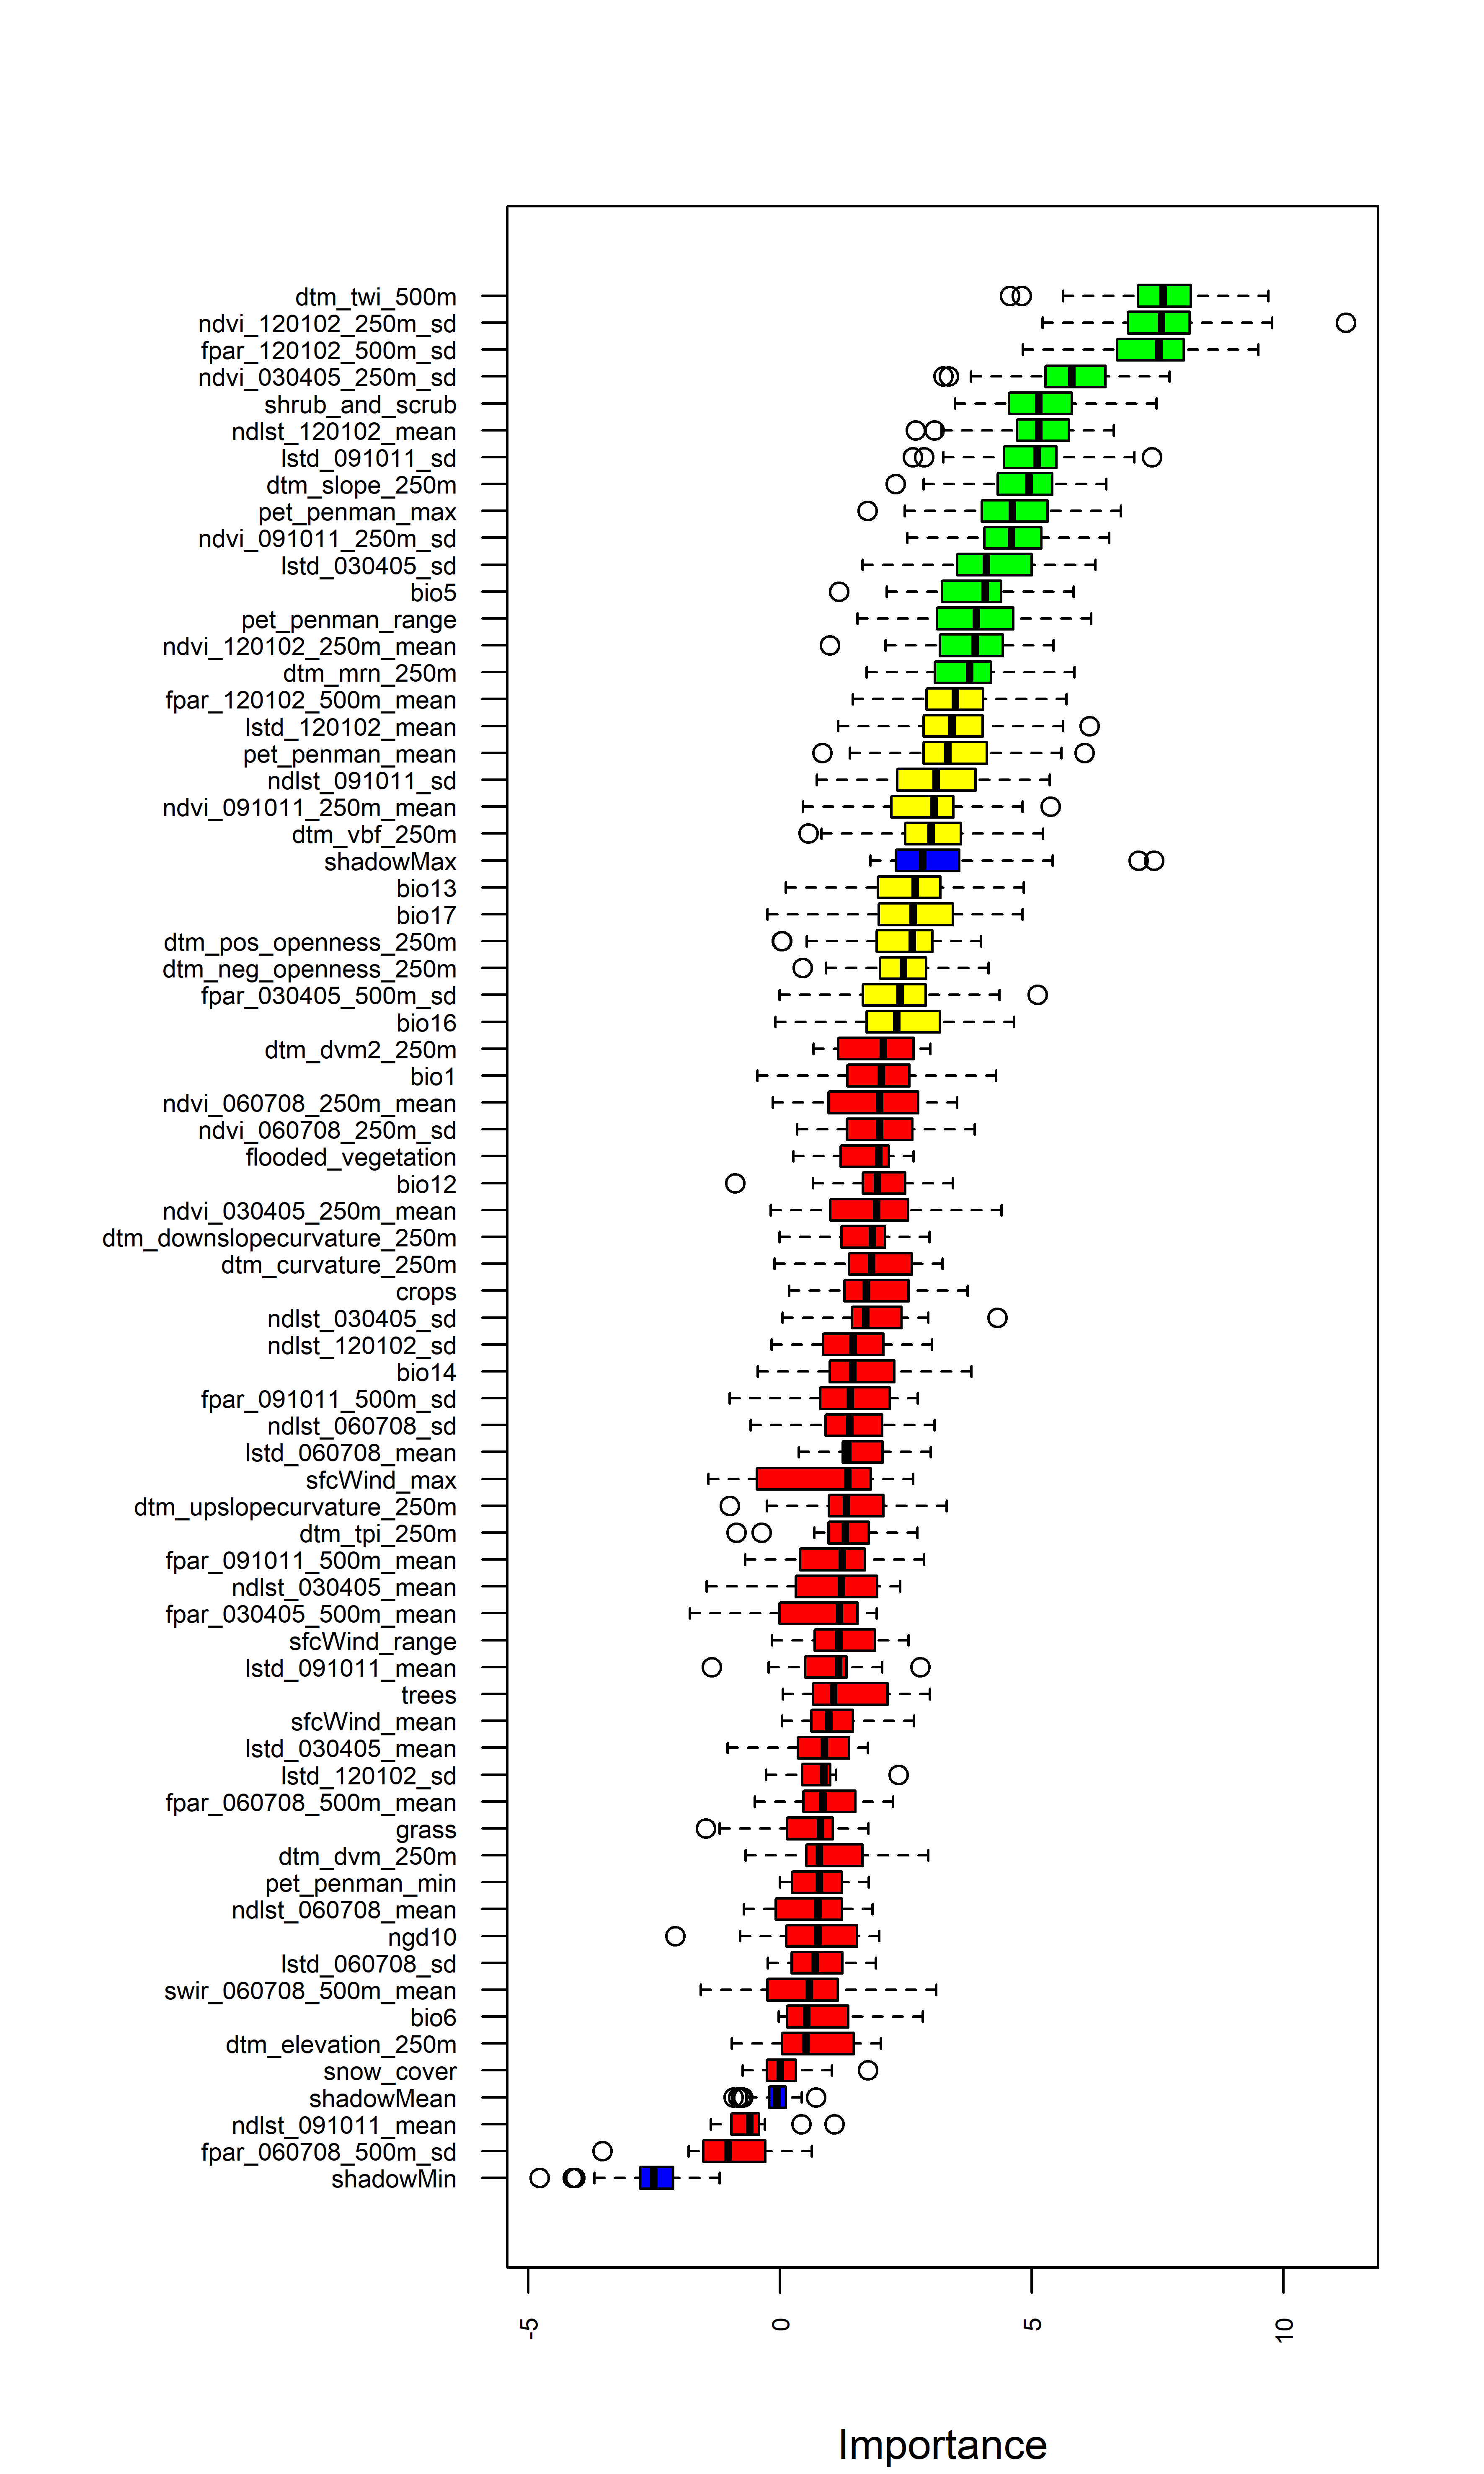 dtm_twi_500m
ndvi_120102_250m_sd
fpar_120102_500m_sd
ndvi_030405_250m_sd
shrub_and_scrub
ndlst_120102_mean
lstd_091011_sd
dtm_slope_250m
pet_penman_max
ndvi_091011_250m_sd
lstd_030405_sd
bio5
pet_penman_range
ndvi_120102_250m_mean
dtm_mrn_250m
fpar_120102_500m_mean
lstd_120102_mean
pet_penman_mean
ndlst_091011_sd
ndvi_091011_250m_mean
dtm_vbf_250m
shadowMax
bio13
bio17
dtm_pos_openness_250m
dtm_neg_openness_250m
fpar_030405_500m_sd
bio16
dtm_dvm2_250m
bio1
ndvi_060708_250m_mean
ndvi_060708_250m_sd
flooded_vegetation
bio12
ndvi_030405_250m_mean
dtm_downslopecurvature_250m
dtm_curvature_250m
crops
ndlst_030405_sd
ndlst_120102_sd
bio14
fpar_091011_500m_sd
ndlst_060708_sd
lstd_060708_mean
sfcWind_max
dtm_upslopecurvature_250m
dtm_tpi_250m
fpar_091011_500m_mean
ndlst_030405_mean
fpar_030405_500m_mean
sfcWind_range
lstd_091011_mean
trees
sfcWind_mean
lstd_030405_mean
lstd_120102_sd
fpar_060708_500m_mean
grass
dtm_dvm_250m
pet_penman_min
ndlst_060708_mean
ngd10
lstd_060708_sd
swir_060708_500m_mean
bio6
dtm_elevation_250m
snow_cover
shadowMean
ndlst_091011_mean
fpar_060708_500m_sd
shadowMin
-5 0 5 10
Importance